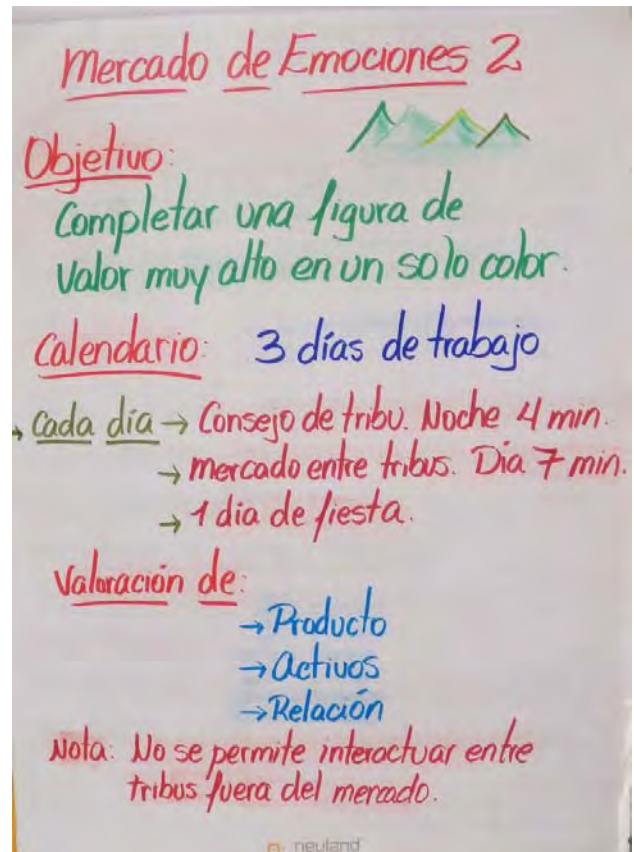 Mercado de Emociones 2
Objetivo:
Completar una figura de
Valor muy alto en un solo color.
Calendario: 3 días de trabajo
→ Cada día → Consejo de tribu. Noche 4 min.
→ mercado entre tribus. Dia 7 min.
→ 1 dia de fiesta.
Valoración de:
→ Producto
→ Activos
→ Relación
Nota: No se permite interactuar entre
tribus fuera del mercado.
neuland